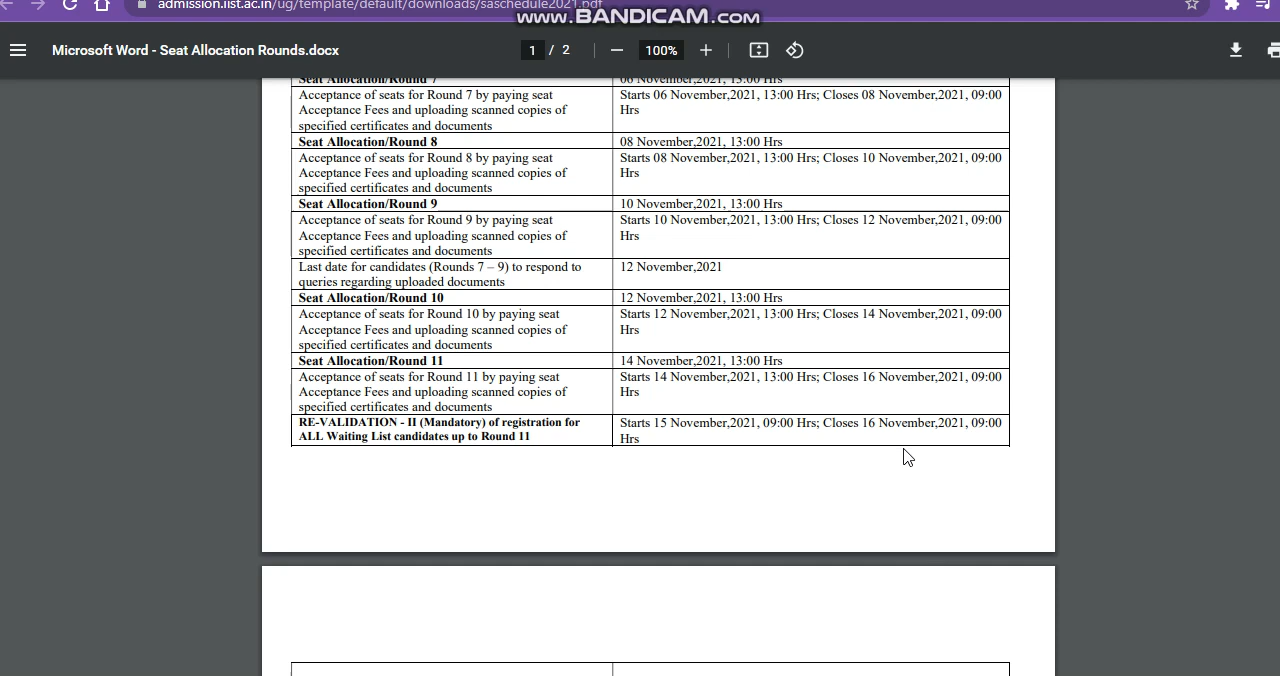 admission.iist.ac.in/ug/template/default/downloads/saschedule2021.pdf
www.BANDICAM.com
Microsoft Word - Seat Allocation Rounds.docx
1 / 2
100%
Seat Allocation/Round 7
06 November,2021, 13:00 Hrs
Acceptance of seats for Round 7 by paying seat
Acceptance Fees and uploading scanned copies of
specified certificates and documents
Starts 06 November,2021, 13:00 Hrs; Closes 08 November,2021, 09:00
Hrs
Seat Allocation/Round 8
08 November,2021, 13:00 Hrs
Acceptance of seats for Round 8 by paying seat
Acceptance Fees and uploading scanned copies of
specified certificates and documents
Starts 08 November,2021, 13:00 Hrs; Closes 10 November,2021, 09:00
Hrs
Seat Allocation/Round 9
10 November,2021, 13:00 Hrs
Acceptance of seats for Round 9 by paying seat
Acceptance Fees and uploading scanned copies of
specified certificates and documents
Starts 10 November,2021, 13:00 Hrs; Closes 12 November,2021, 09:00
Hrs
Last date for candidates (Rounds 7 – 9) to respond to
queries regarding uploaded documents
12 November,2021
Seat Allocation/Round 10
12 November,2021, 13:00 Hrs
Acceptance of seats for Round 10 by paying seat
Acceptance Fees and uploading scanned copies of
specified certificates and documents
Starts 12 November,2021, 13:00 Hrs; Closes 14 November,2021, 09:00
Hrs
Seat Allocation/Round 11
14 November,2021, 13:00 Hrs
Acceptance of seats for Round 11 by paying seat
Acceptance Fees and uploading scanned copies of
specified certificates and documents
Starts 14 November,2021, 13:00 Hrs; Closes 16 November,2021, 09:00
Hrs
RE-VALIDATION - II (Mandatory) of registration for
ALL Waiting List candidates up to Round 11
Starts 15 November,2021, 09:00 Hrs; Closes 16 November,2021, 09:00
Hrs